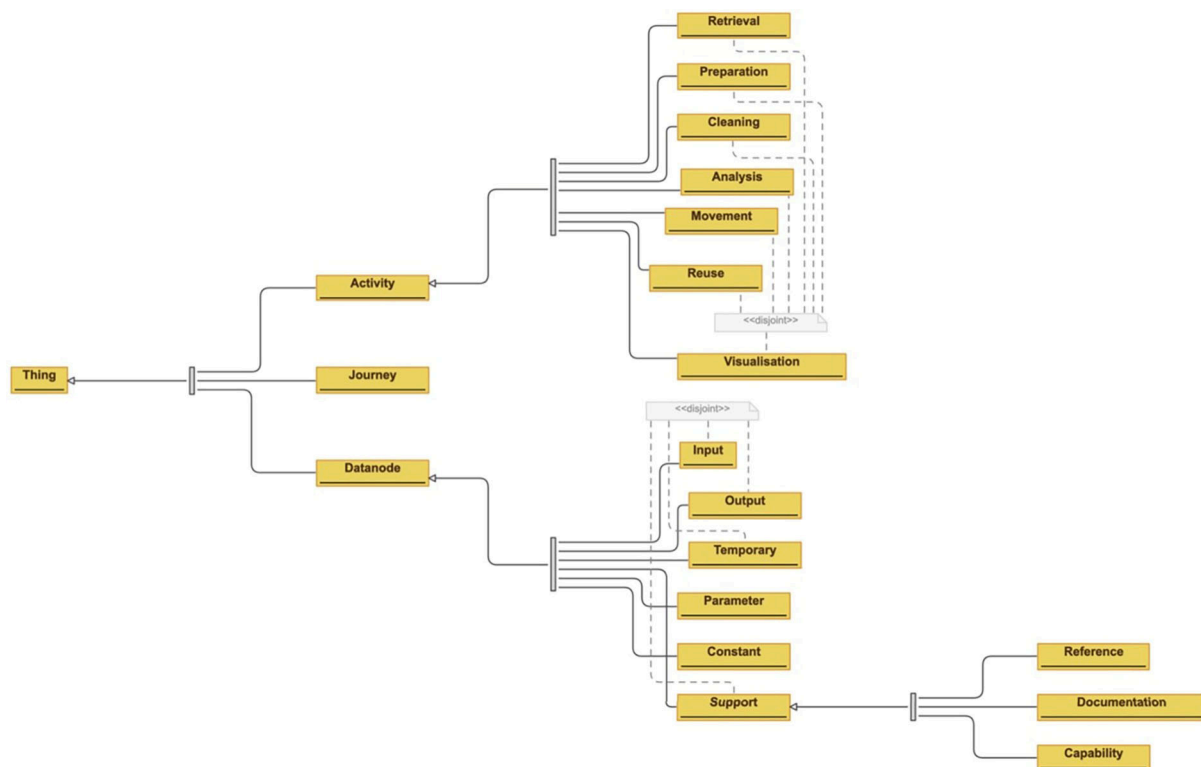 Retrieval
Preparation
Cleaning
Analysis
Movement
Activity
Reuse
<<disjoint>>
Visualisation
Thing
Journey
<<disjoint>>
Input
Datanode
Output
Temporary
Parameter
Constant
Reference
Support
Documentation
Capability